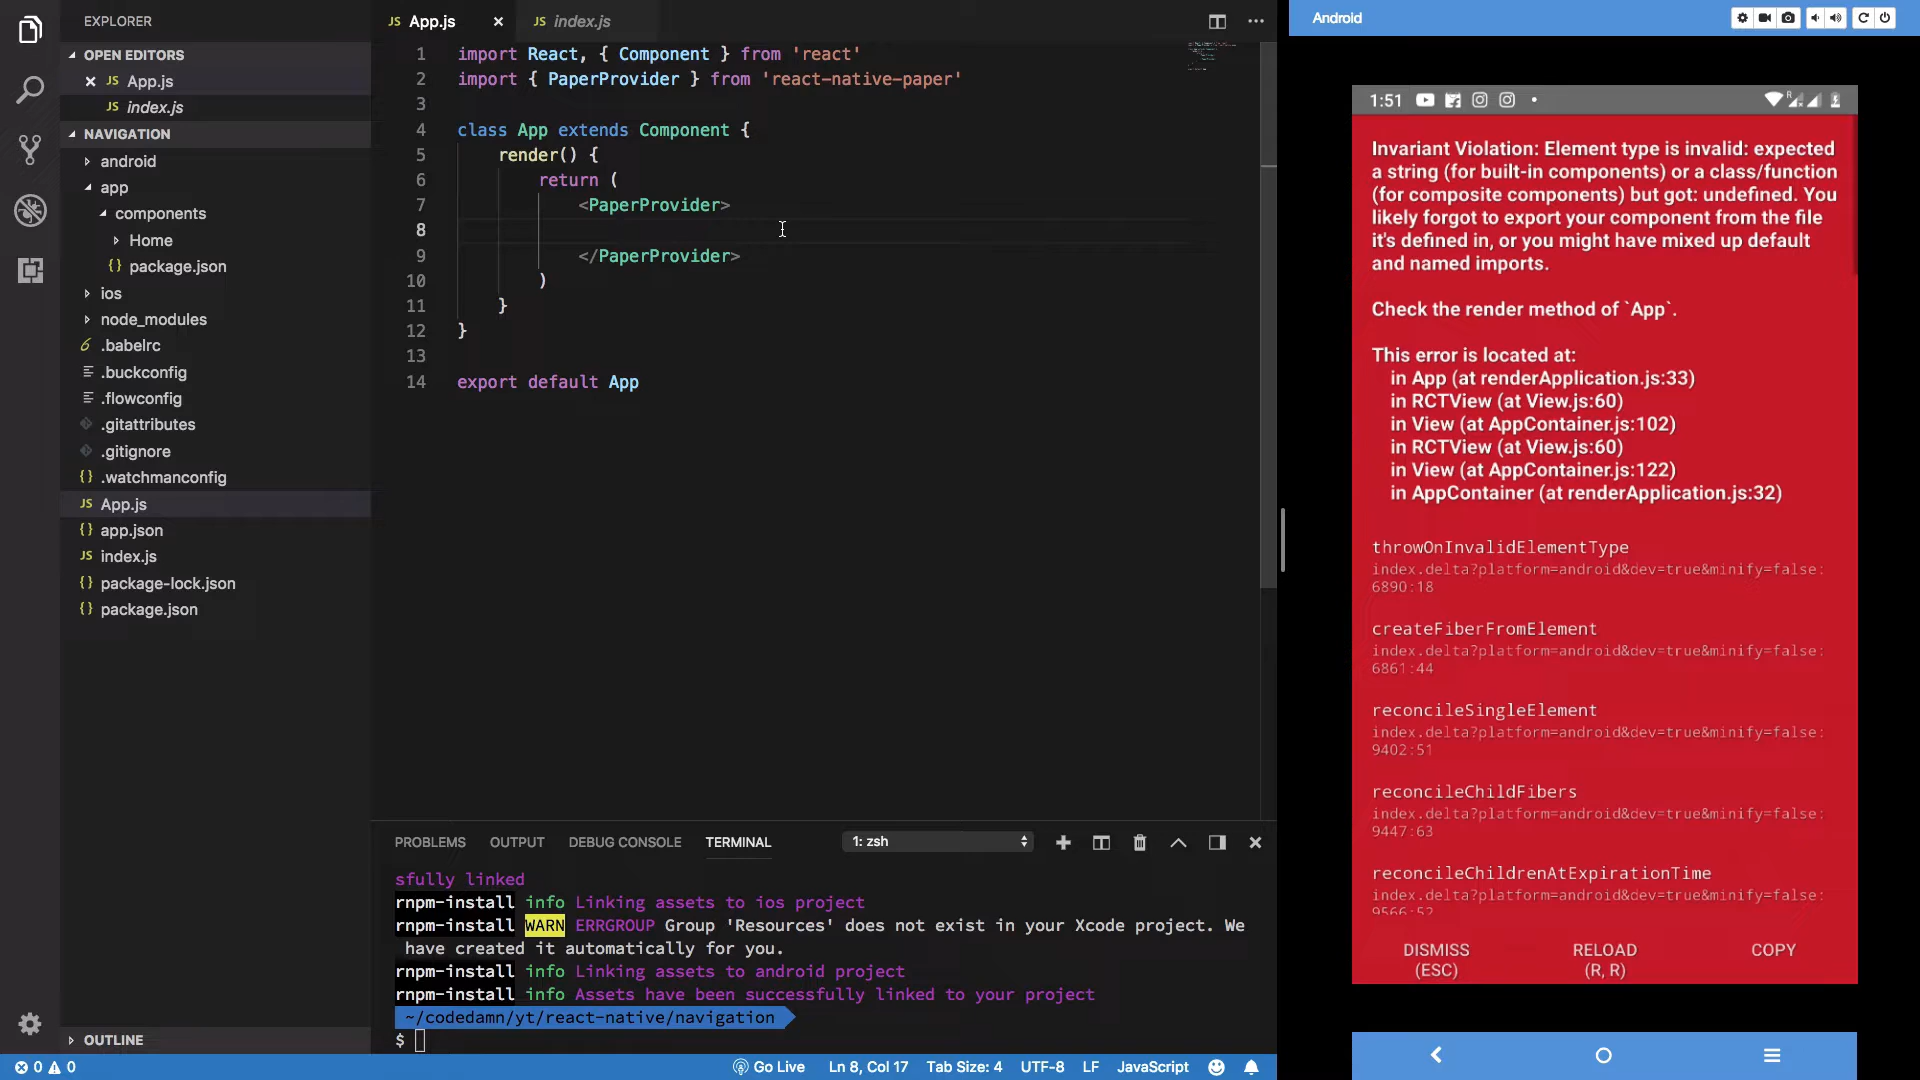 EXPLORER
OPEN EDITORS
JS App.js
JS index.js
NAVIGATION
android
app
components
Home
{} package.json
ios
node_modules
.babelrc
.buckconfig
.flowconfig
.gitattributes
.gitignore
{} .watchmanconfig
JS App.js
{} app.json
JS index.js
{} package-lock.json
{} package.json
OUTLINE
JS App.js
JS index.js
1 import React, { Component } from 'react'
2 import { PaperProvider } from 'react-native-paper'
3
4 class App extends Component {
5 render() {
6 return (
7 <PaperProvider>
8
9 </PaperProvider>
10 )
11 }
12 }
13
14 export default App
PROBLEMS OUTPUT DEBUG CONSOLE TERMINAL 1: zsh
sfully linked
rnpm-install info Linking assets to ios project
rnpm-install WARN ERRGROUP Group 'Resources' does not exist in your Xcode project. We
have created it automatically for you.
rnpm-install info Linking assets to android project
rnpm-install info Assets have been successfully linked to your project
~/codedamn/yt/react-native/navigation
$
0 0 Go Live Ln 8, Col 17 Tab Size: 4 UTF-8 LF JavaScript
Android
1:51
R
Invariant Violation: Element type is invalid: expected
a string (for built-in components) or a class/function
(for composite components) but got: undefined. You
likely forgot to export your component from the file
it's defined in, or you might have mixed up default
and named imports.
Check the render method of `App`.
This error is located at:
in App (at renderApplication.js:33)
in RCTView (at View.js:60)
in View (at AppContainer.js:102)
in RCTView (at View.js:60)
in View (at AppContainer.js:122)
in AppContainer (at renderApplication.js:32)
throwOnInvalidElementType
index.delta?platform=android&dev=true&minify=false:
6890:18
createFiberFromElement
index.delta?platform=android&dev=true&minify=false:
6861:44
reconcileSingleElement
index.delta?platform=android&dev=true&minify=false:
9402:51
reconcileChildFibers
index.delta?platform=android&dev=true&minify=false:
9447:63
reconcileChildrenAtExpirationTime
index.delta?platform=android&dev=true&minify=false:
9566:52
DISMISS RELOAD COPY
(ESC) (R, R)